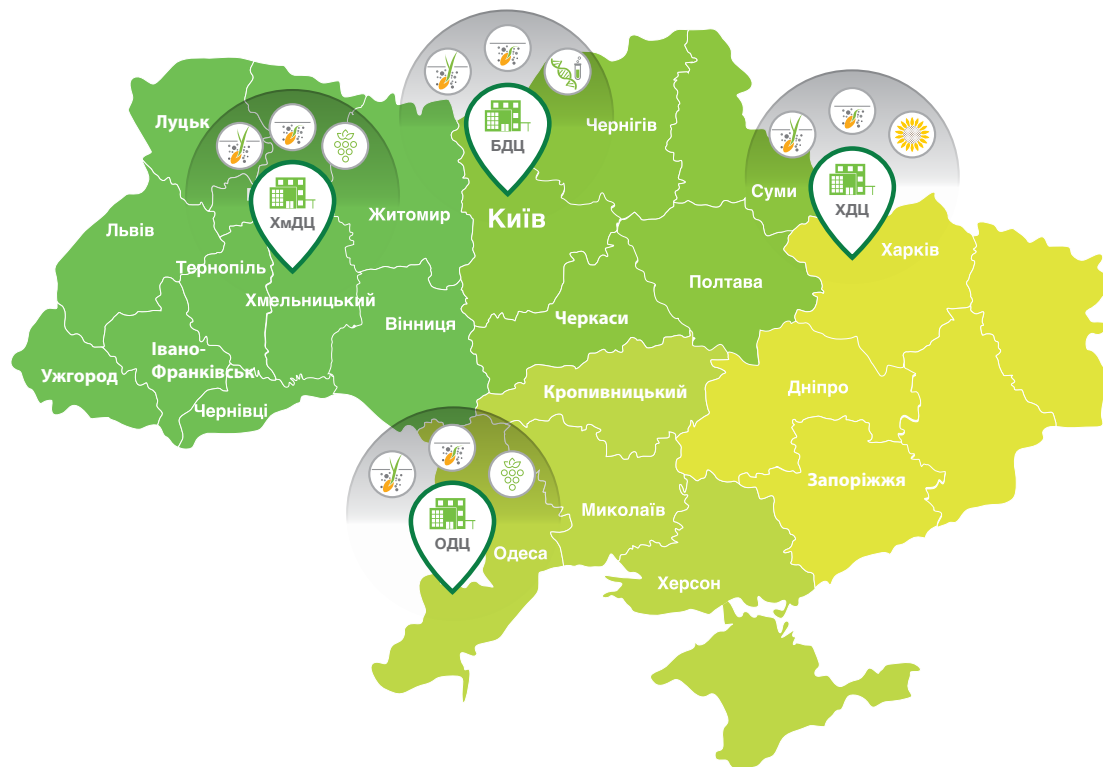 Луцьк
Чернігів
БДЦ
Суми
ХДЦ
ХмДЦ
Житомир
Київ
Львів
Харків
Тернопіль
Полтава
Хмельницький
Вінниця
Черкаси
Івано-
Франківськ
Ужгород
Дніпро
Кропивницький
Чернівці
Запоріжжя
Миколаїв
ОДЦ
Одеса
Херсон